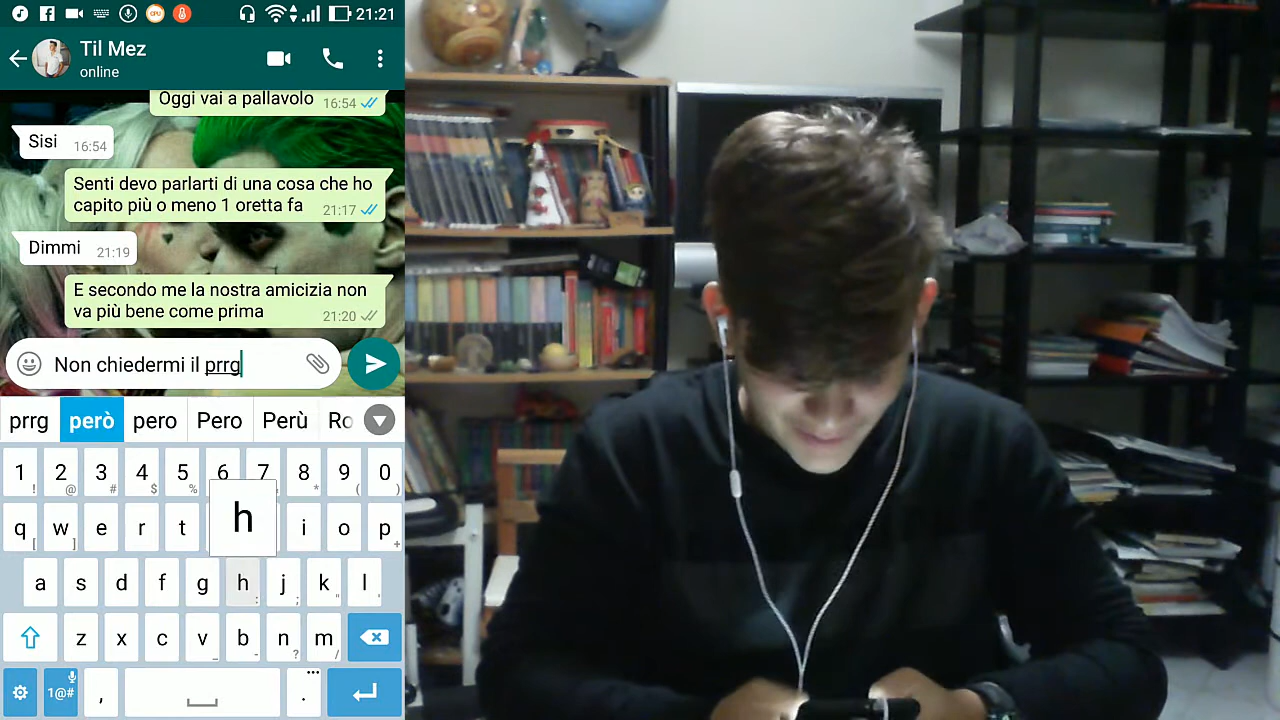 21:21
Til Mez
online
Oggi vai a pallavolo 16:54
Sisi 16:54
Senti devo parlarti di una cosa che ho
capito più o meno 1 oretta fa 21:17
Dimmi 21:19
E secondo me la nostra amicizia non
va più bene come prima 21:20
Non chiedermi il prrg
prrg però pero Pero Perù Ro
1 2 3 4 5 6 7 8 9 0
! @ # $ % * ( )
q w e r t h i o p
[ ] +
a s d f g h j k l
: ; " '
z x c v b n m
_ - ? /
1@# , .